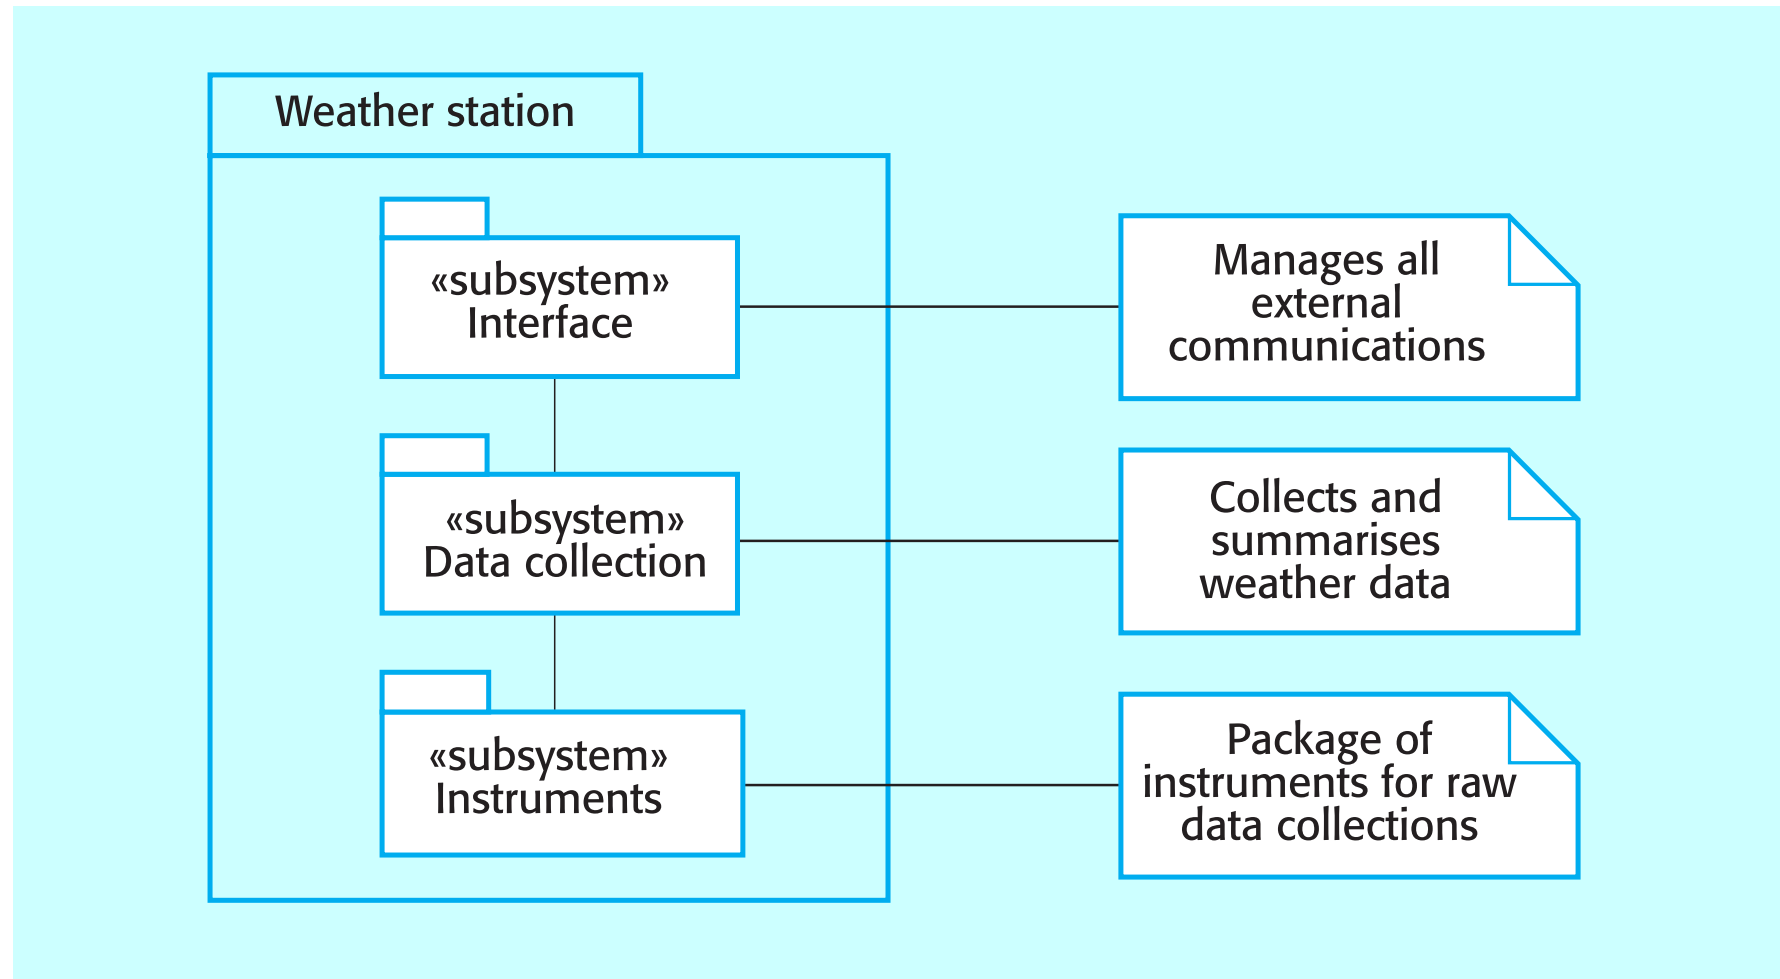 Weather station
«subsystem»
Interface
Manages all
external
communications
«subsystem»
Data collection
Collects and
summarises
weather data
«subsystem»
Instruments
Package of
instruments for raw
data collections